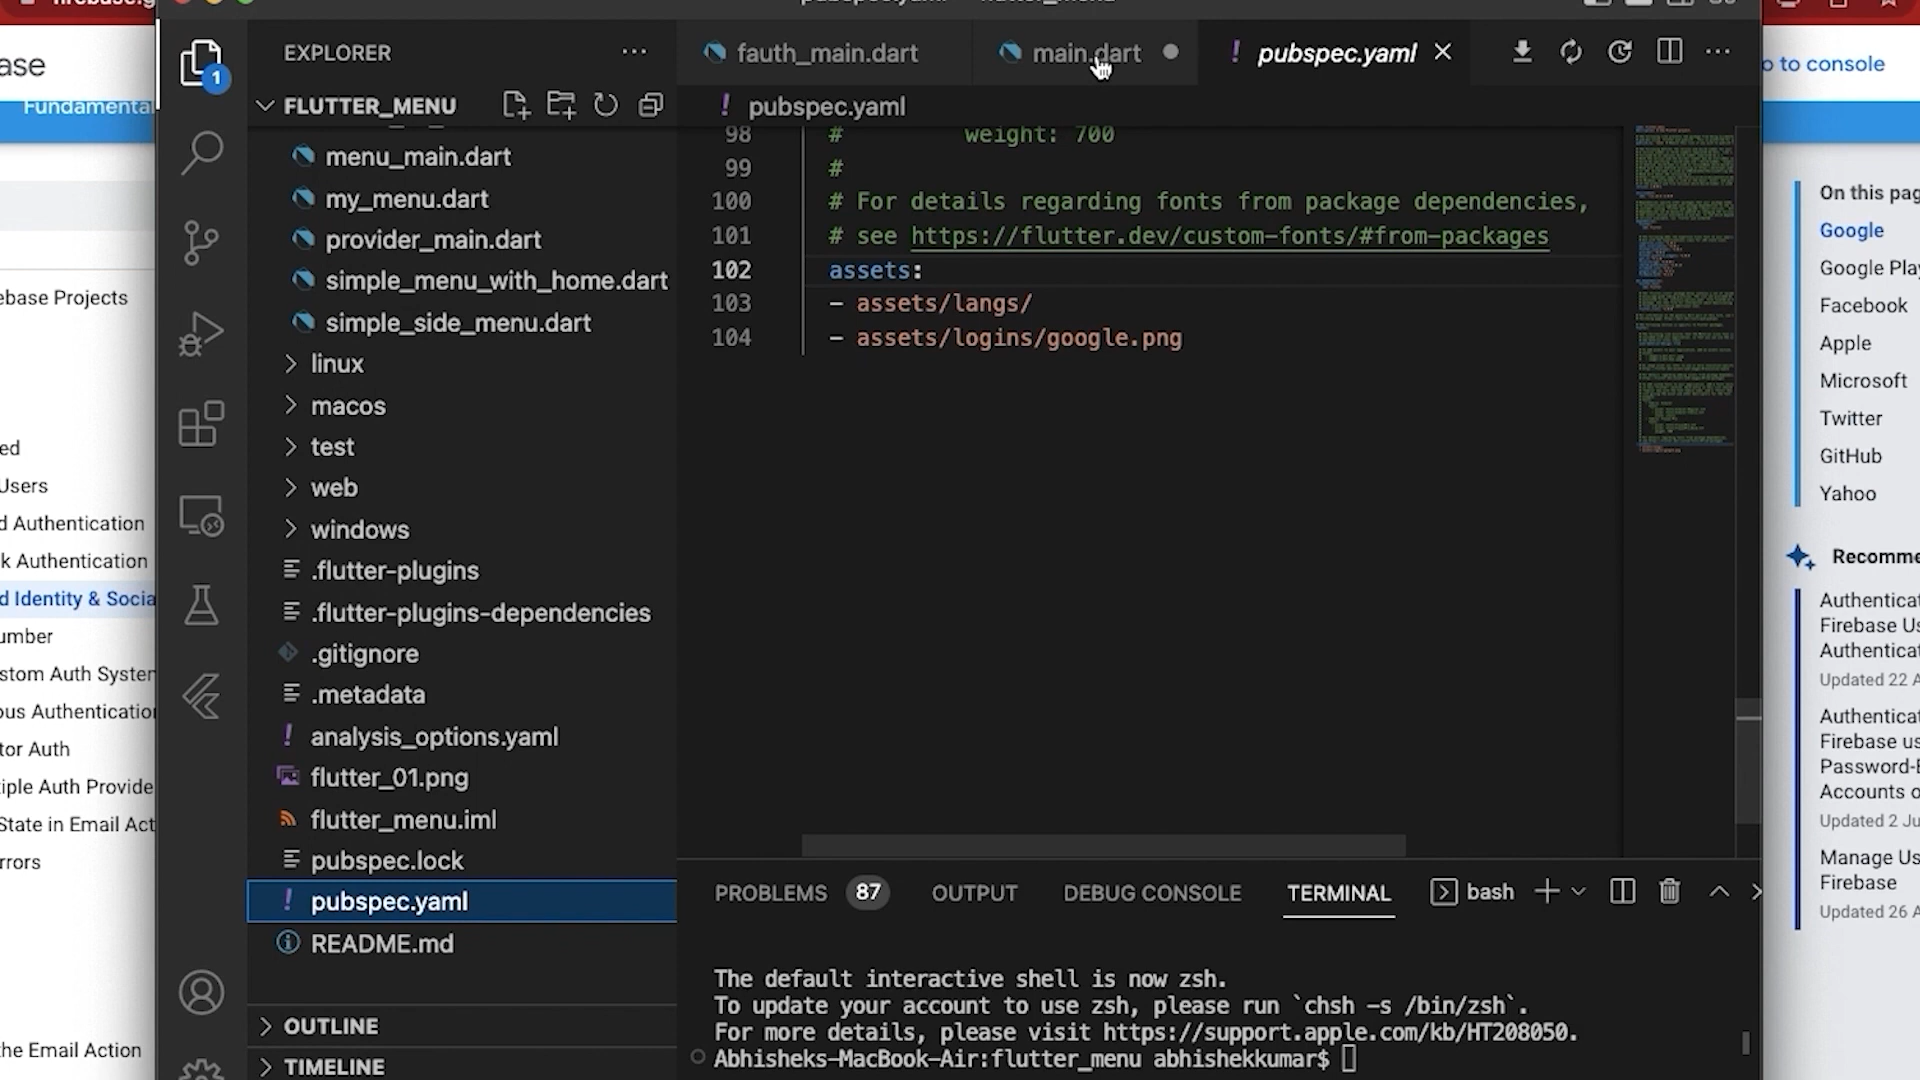 ase
Fundamental
ebase Projects
ed
Users
d Authentication
k Authentication
d Identity & Socia
umber
stom Auth System
ous Authentication
tor Auth
tiple Auth Provide
State in Email Act
rrors
the Email Action
1
EXPLORER
FLUTTER_MENU
menu_main.dart
my_menu.dart
provider_main.dart
simple_menu_with_home.dart
simple_side_menu.dart
linux
macos
test
web
windows
.flutter-plugins
.flutter-plugins-dependencies
.gitignore
.metadata
analysis_options.yaml
flutter_01.png
flutter_menu.iml
pubspec.lock
pubspec.yaml
README.md
OUTLINE
TIMELINE
fauth_main.dart
main.dart
! pubspec.yaml
! pubspec.yaml
98 # weight: 700
99 #
100 # For details regarding fonts from package dependencies,
101 # see https://flutter.dev/custom-fonts/#from-packages
102 assets:
103 - assets/langs/
104 - assets/logins/google.png
PROBLEMS 87 OUTPUT DEBUG CONSOLE TERMINAL bash
The default interactive shell is now zsh.
To update your account to use zsh, please run `chsh -s /bin/zsh`.
For more details, please visit https://support.apple.com/kb/HT208050.
Abhisheks-MacBook-Air:flutter_menu abhishekkumar$
o to console
On this pag
Google
Google Play
Facebook
Apple
Microsoft
Twitter
GitHub
Yahoo
Recomme
Authenticat
Firebase Us
Authenticat
Updated 22 A
Authenticat
Firebase us
Password-B
Accounts o
Updated 2 Ju
Manage Us
Firebase
Updated 26 A